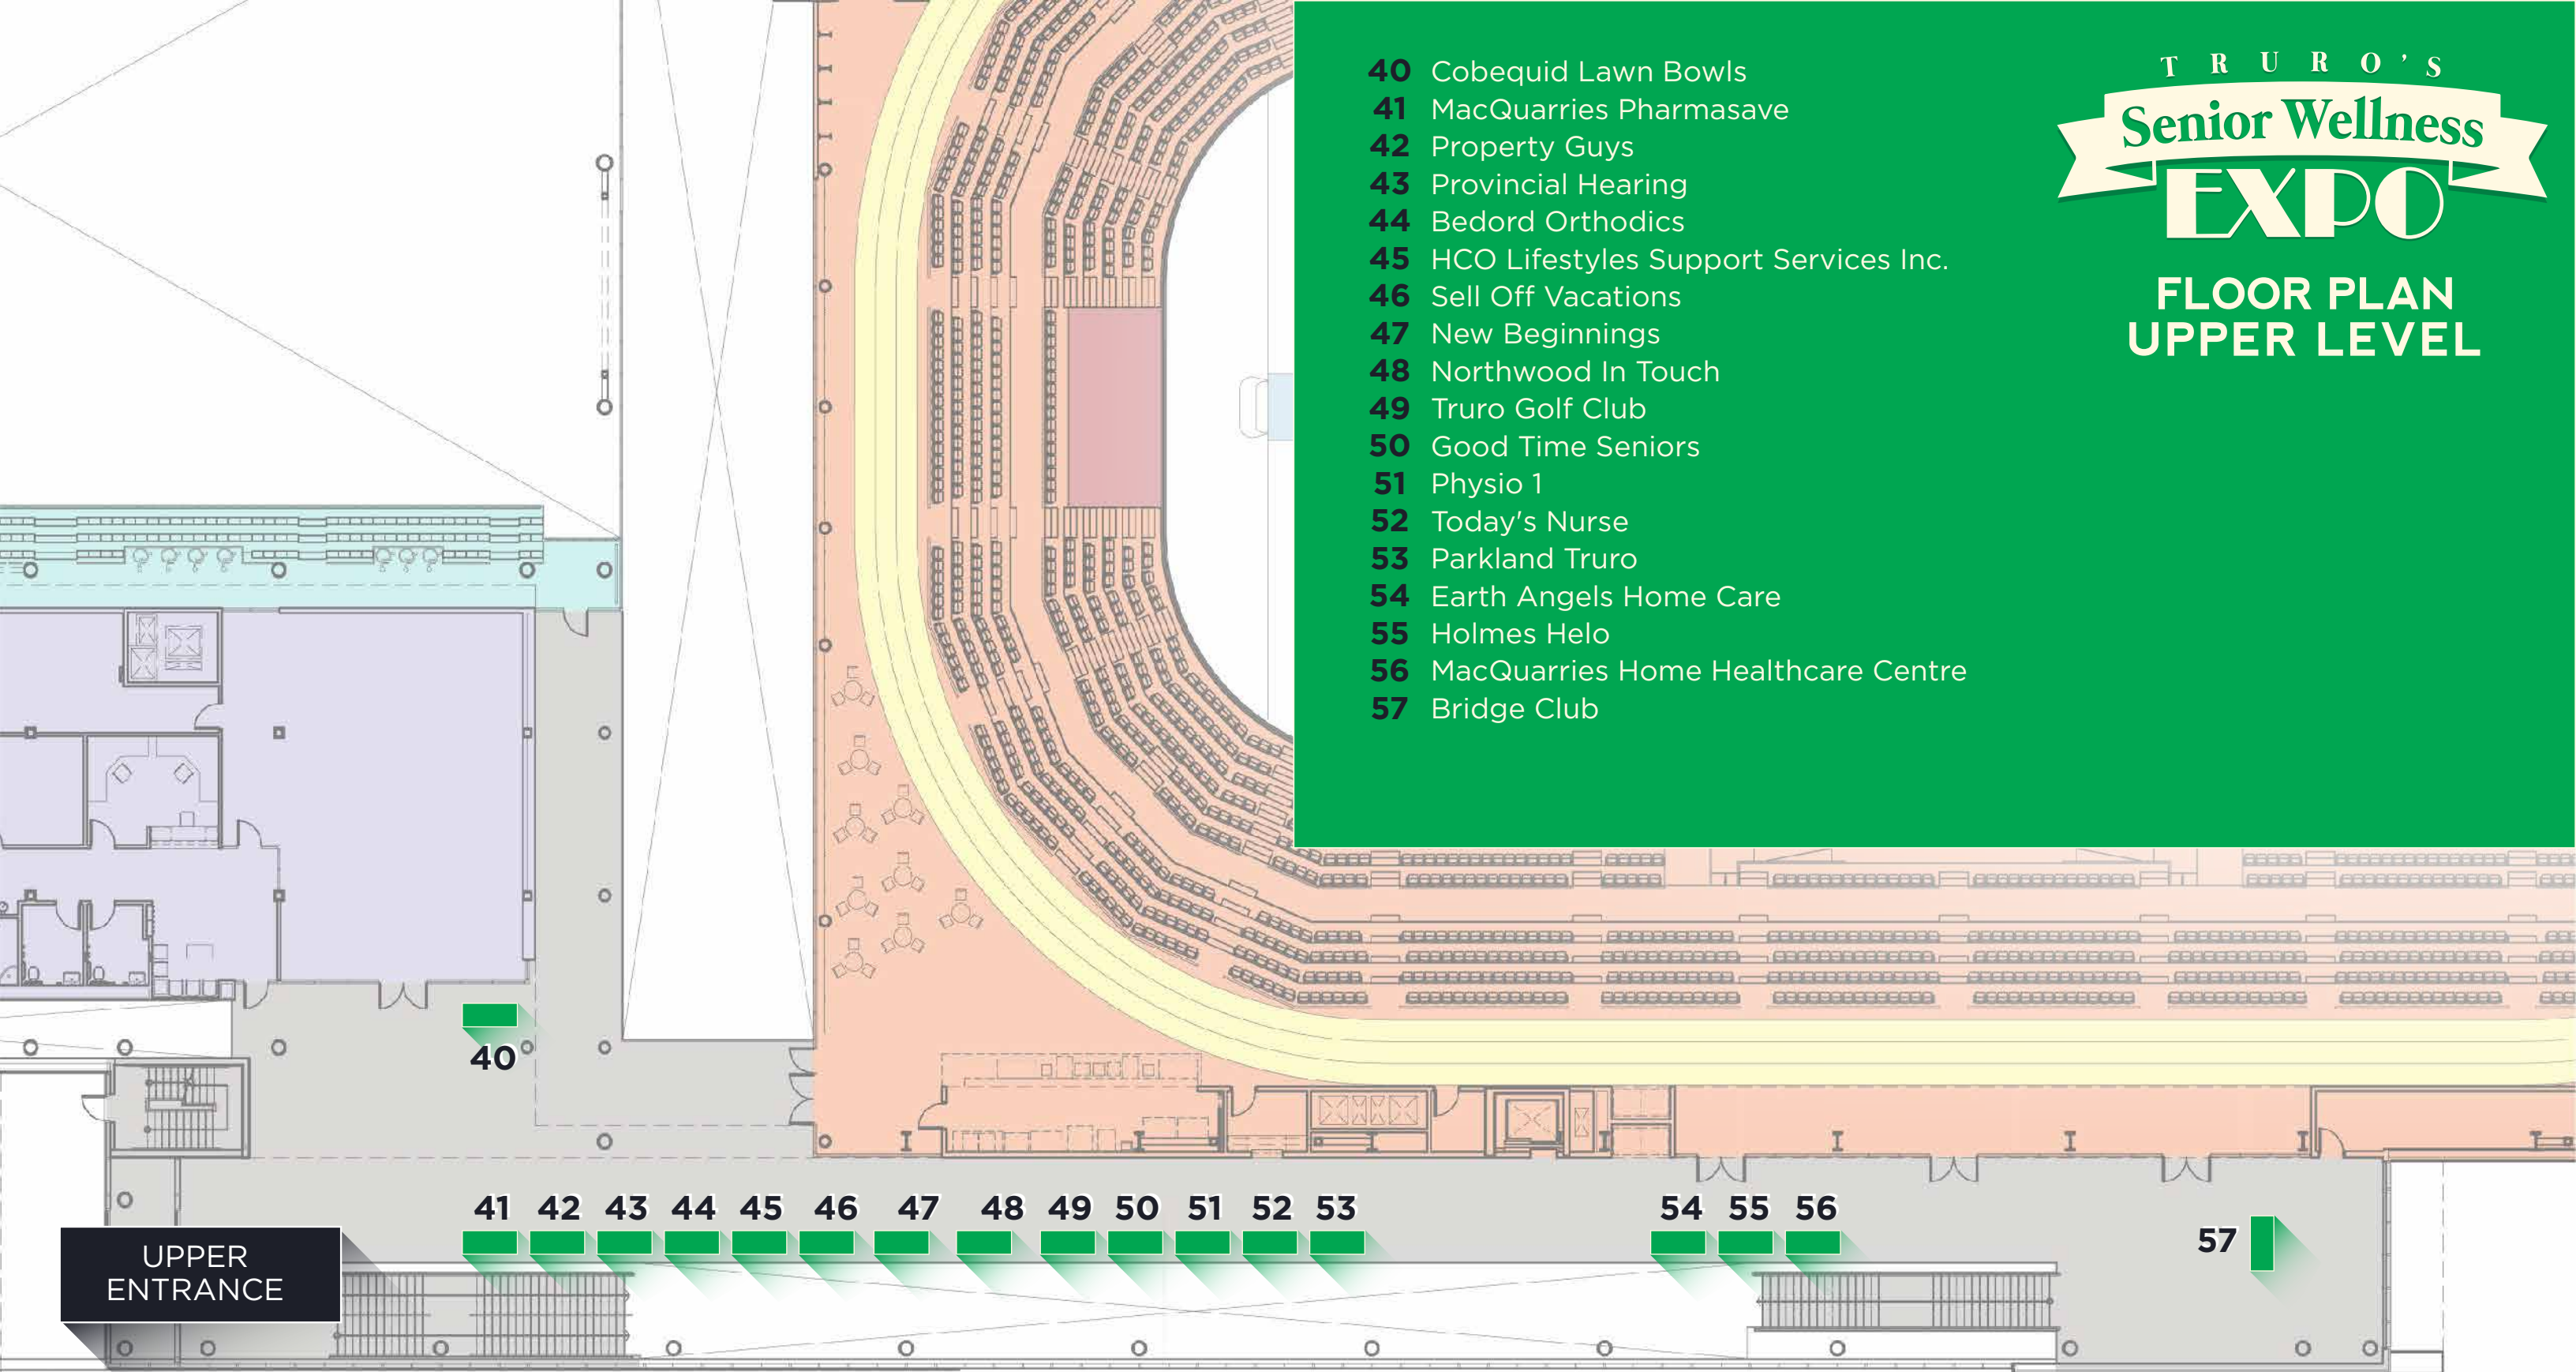 40 Cobequid Lawn Bowls
41 MacQuarries Pharmasave
42 Property Guys
43 Provincial Hearing
44 Bedord Orthodics
45 HCO Lifestyles Support Services Inc.
46 Sell Off Vacations
47 New Beginnings
48 Northwood In Touch
49 Truro Golf Club
50 Good Time Seniors
51 Physio 1
52 Today's Nurse
53 Parkland Truro
54 Earth Angels Home Care
55 Holmes Helo
56 MacQuarries Home Healthcare Centre
57 Bridge Club
TRURO'S
Senior Wellness
EXPO
FLOOR PLAN
UPPER LEVEL
40
41 42 43 44 45 46 47 48 49 50 51 52 53 54 55 56
57
UPPER
ENTRANCE